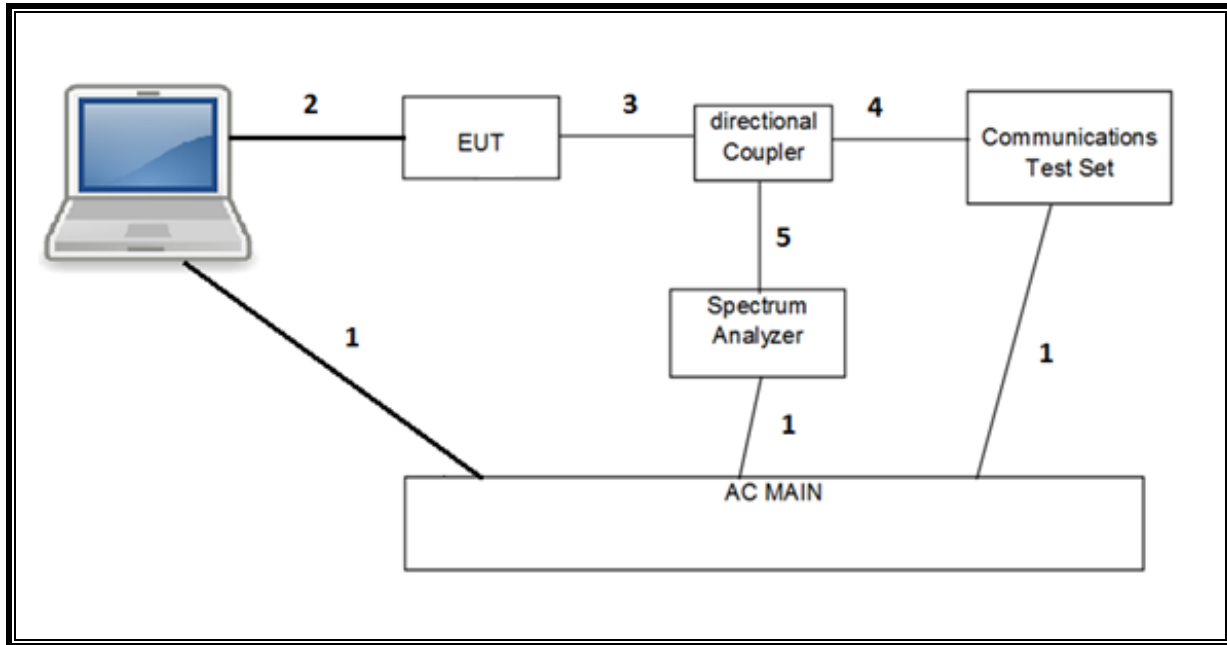 2
EUT
3
directional
Coupler
4
Communications
Test Set
5
Spectrum
Analyzer
1
1
1
AC MAIN